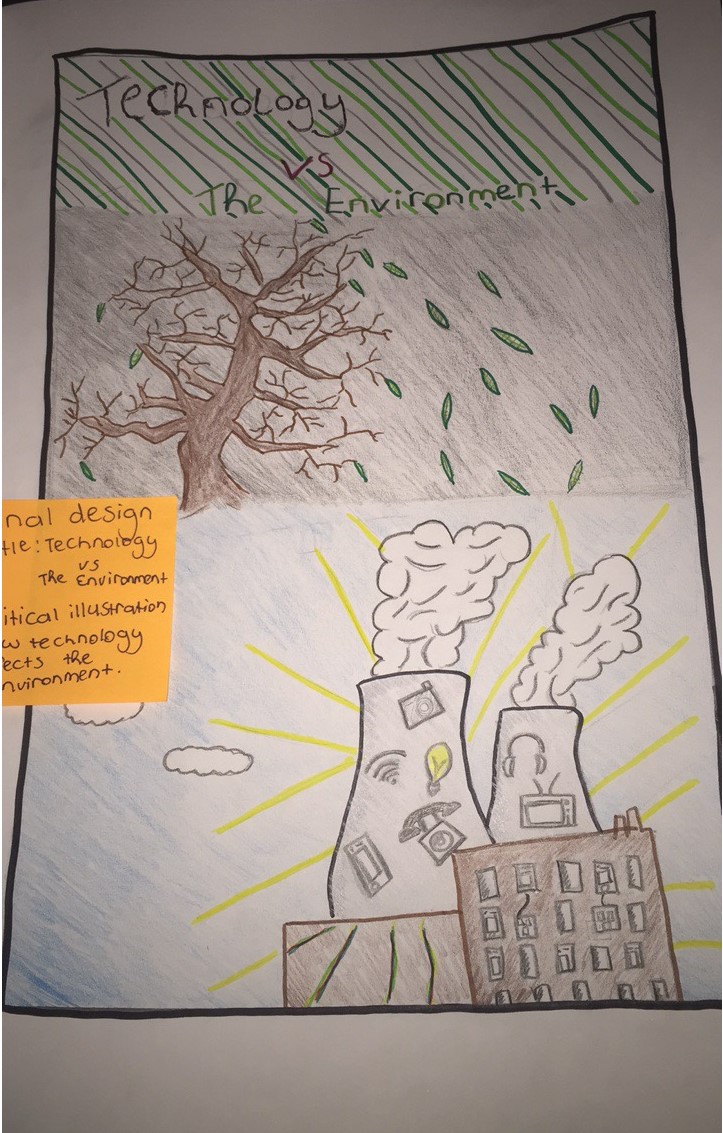 Technology
vs
The Environment
nal design
tle: Technology
vs
The Environment
itical illustration
w technology
ects the
nvironment.